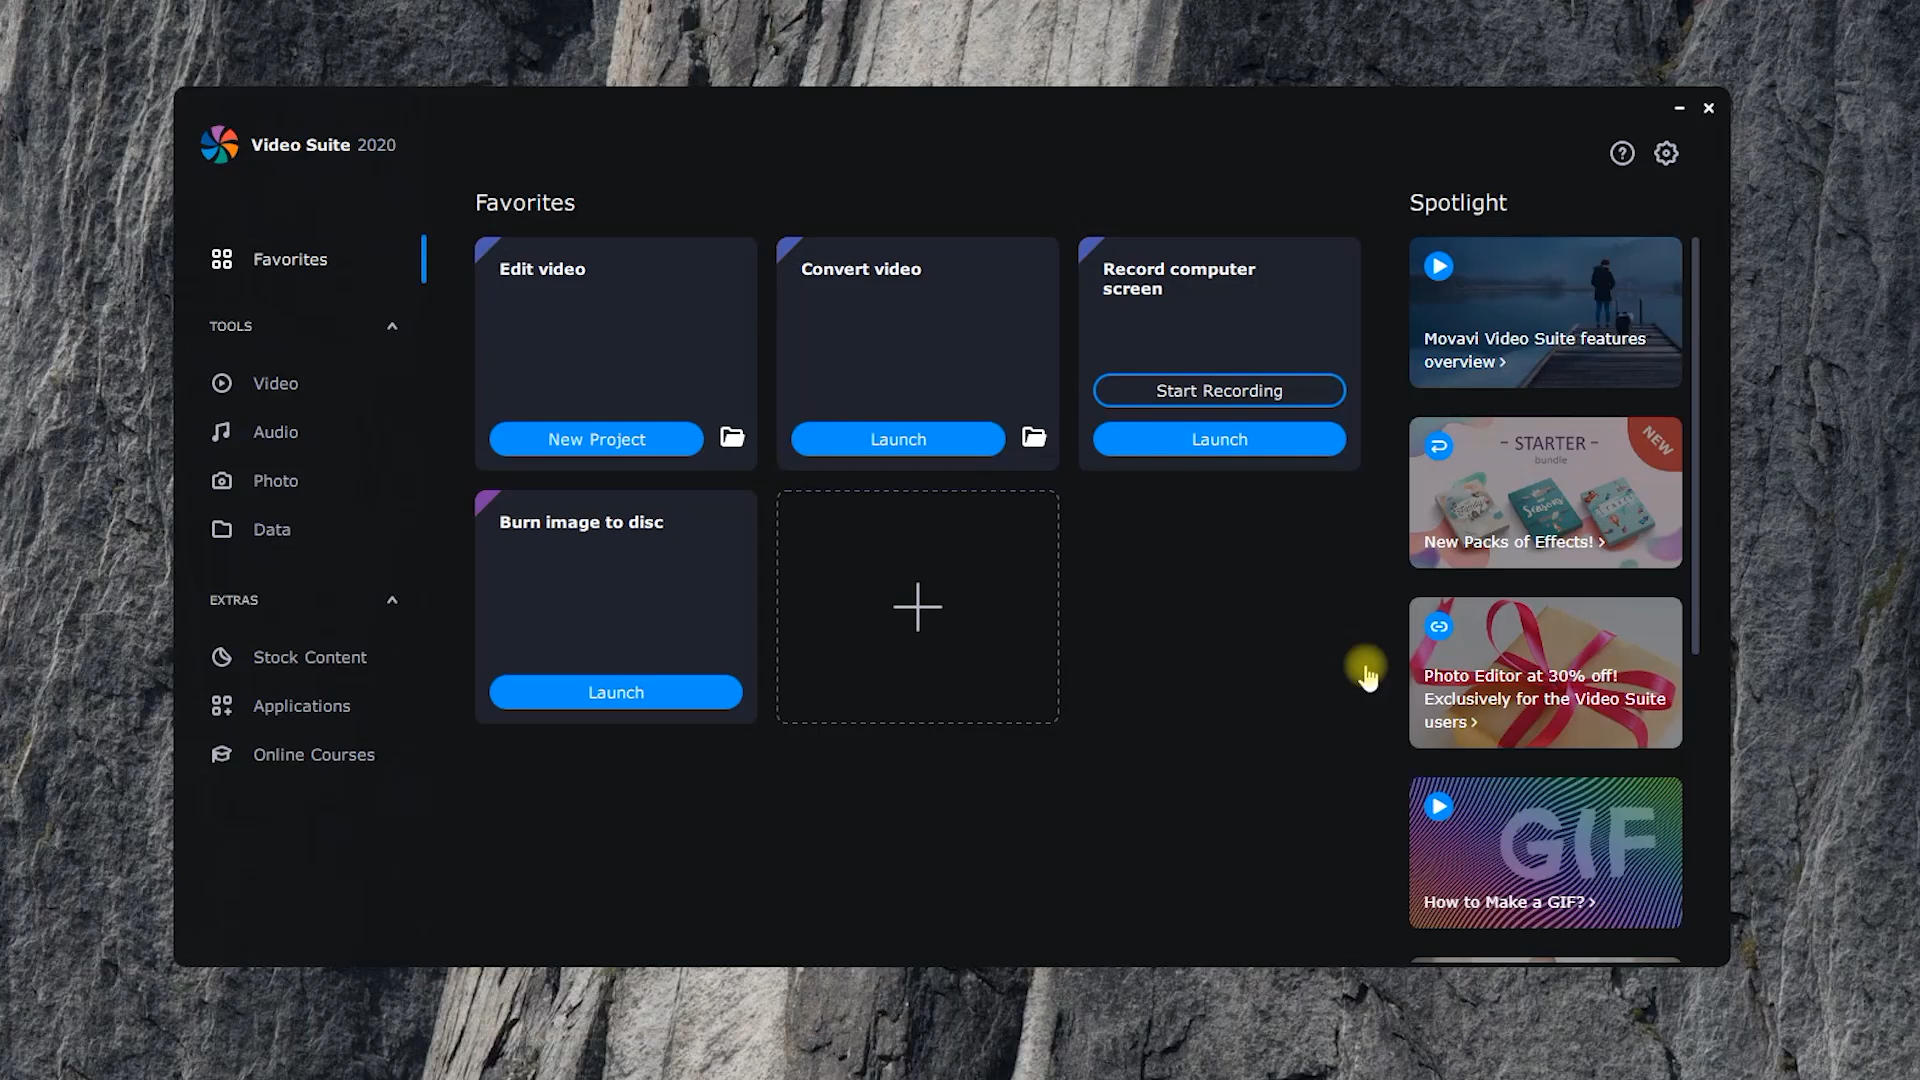 Video Suite 2020
Favorites
TOOLS
Video
Audio
Photo
Data
EXTRAS
Stock Content
Applications
Online Courses
Favorites
Edit video
New Project
Convert video
Launch
Record computer
screen
Start Recording
Launch
Burn image to disc
Launch
Spotlight
Movavi Video Suite features
overview ›
- STARTER -
bundle
NEW
Seasons
New Packs of Effects! ›
Photo Editor at 30% off!
Exclusively for the Video Suite
users ›
GIF
How to Make a GIF? ›